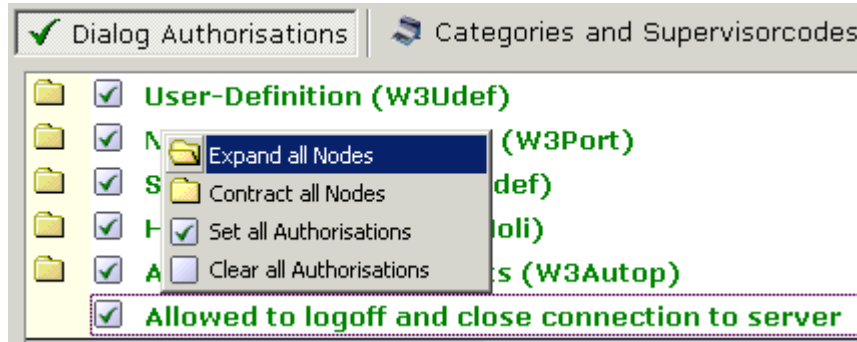 Dialog Authorisations Categories and Supervisorcodes
User-Definition (W3Udef)
N (W3Port)
Expand all Nodes
S def)
Contract all Nodes
H oli)
Set all Authorisations
A s (W3Autop)
Clear all Authorisations
Allowed to logoff and close connection to server